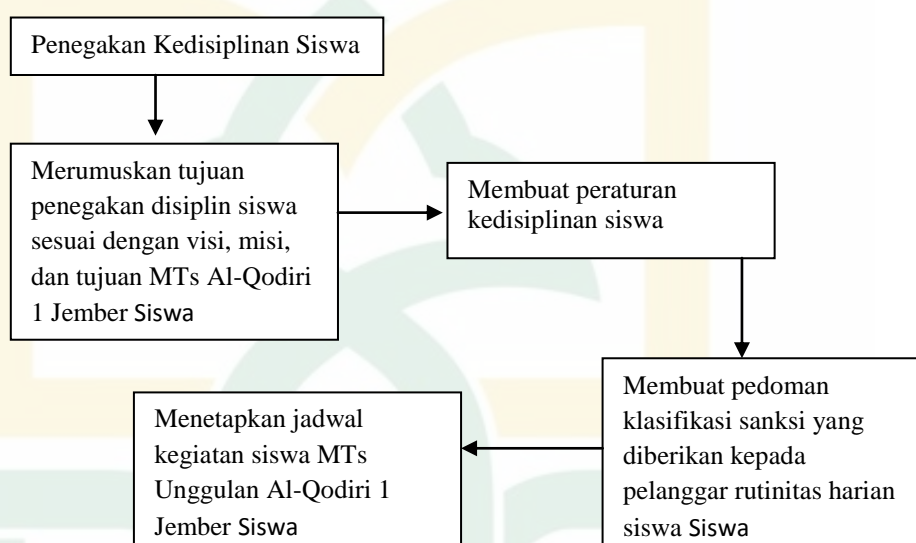 Penegakan Kedisiplinan Siswa
Merumuskan tujuan
penegakan disiplin siswa
sesuai dengan visi, misi,
dan tujuan MTs Al-Qodiri
1 Jember Siswa
Membuat peraturan
kedisiplinan siswa
Membuat pedoman
klasifikasi sanksi yang
diberikan kepada
pelanggar rutinitas harian
siswa Siswa
Menetapkan jadwal
kegiatan siswa MTs
Unggulan Al-Qodiri 1
Jember Siswa